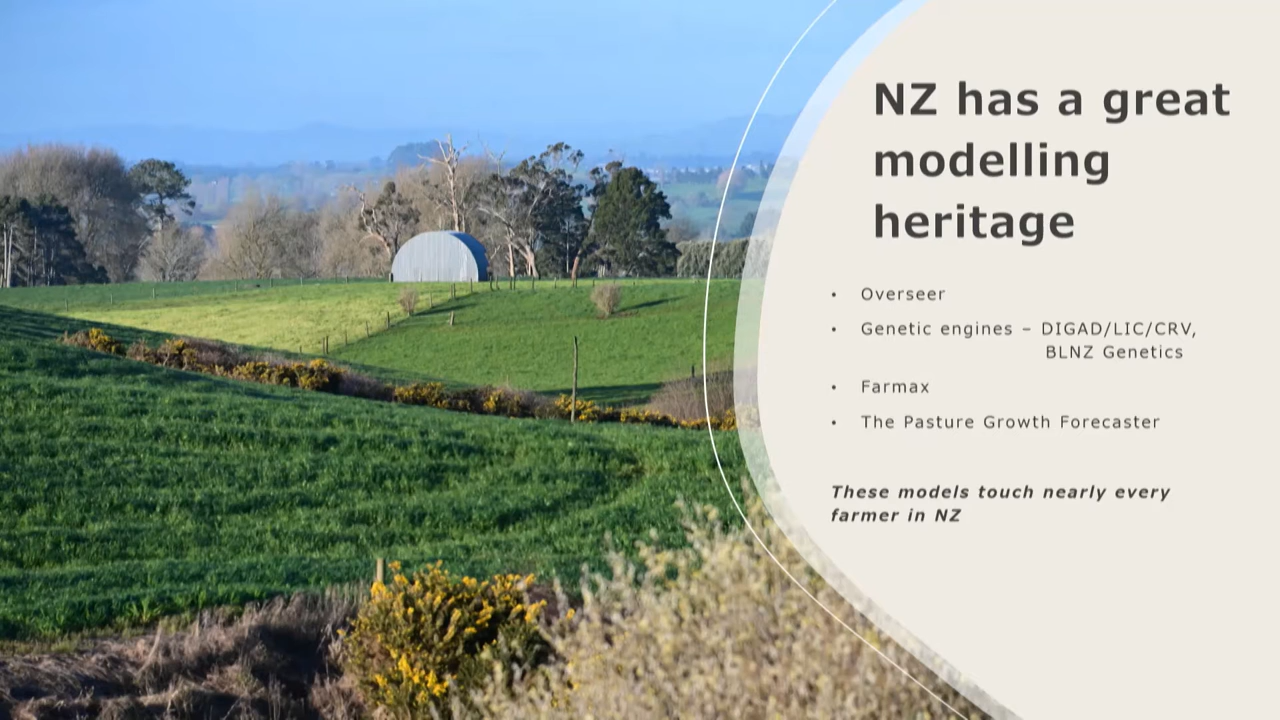 NZ has a great
modelling
heritage
• Overseer
• Genetic engines – DIGAD/LIC/CRV,
BLNZ Genetics
• Farmax
• The Pasture Growth Forecaster
These models touch nearly every
farmer in NZ